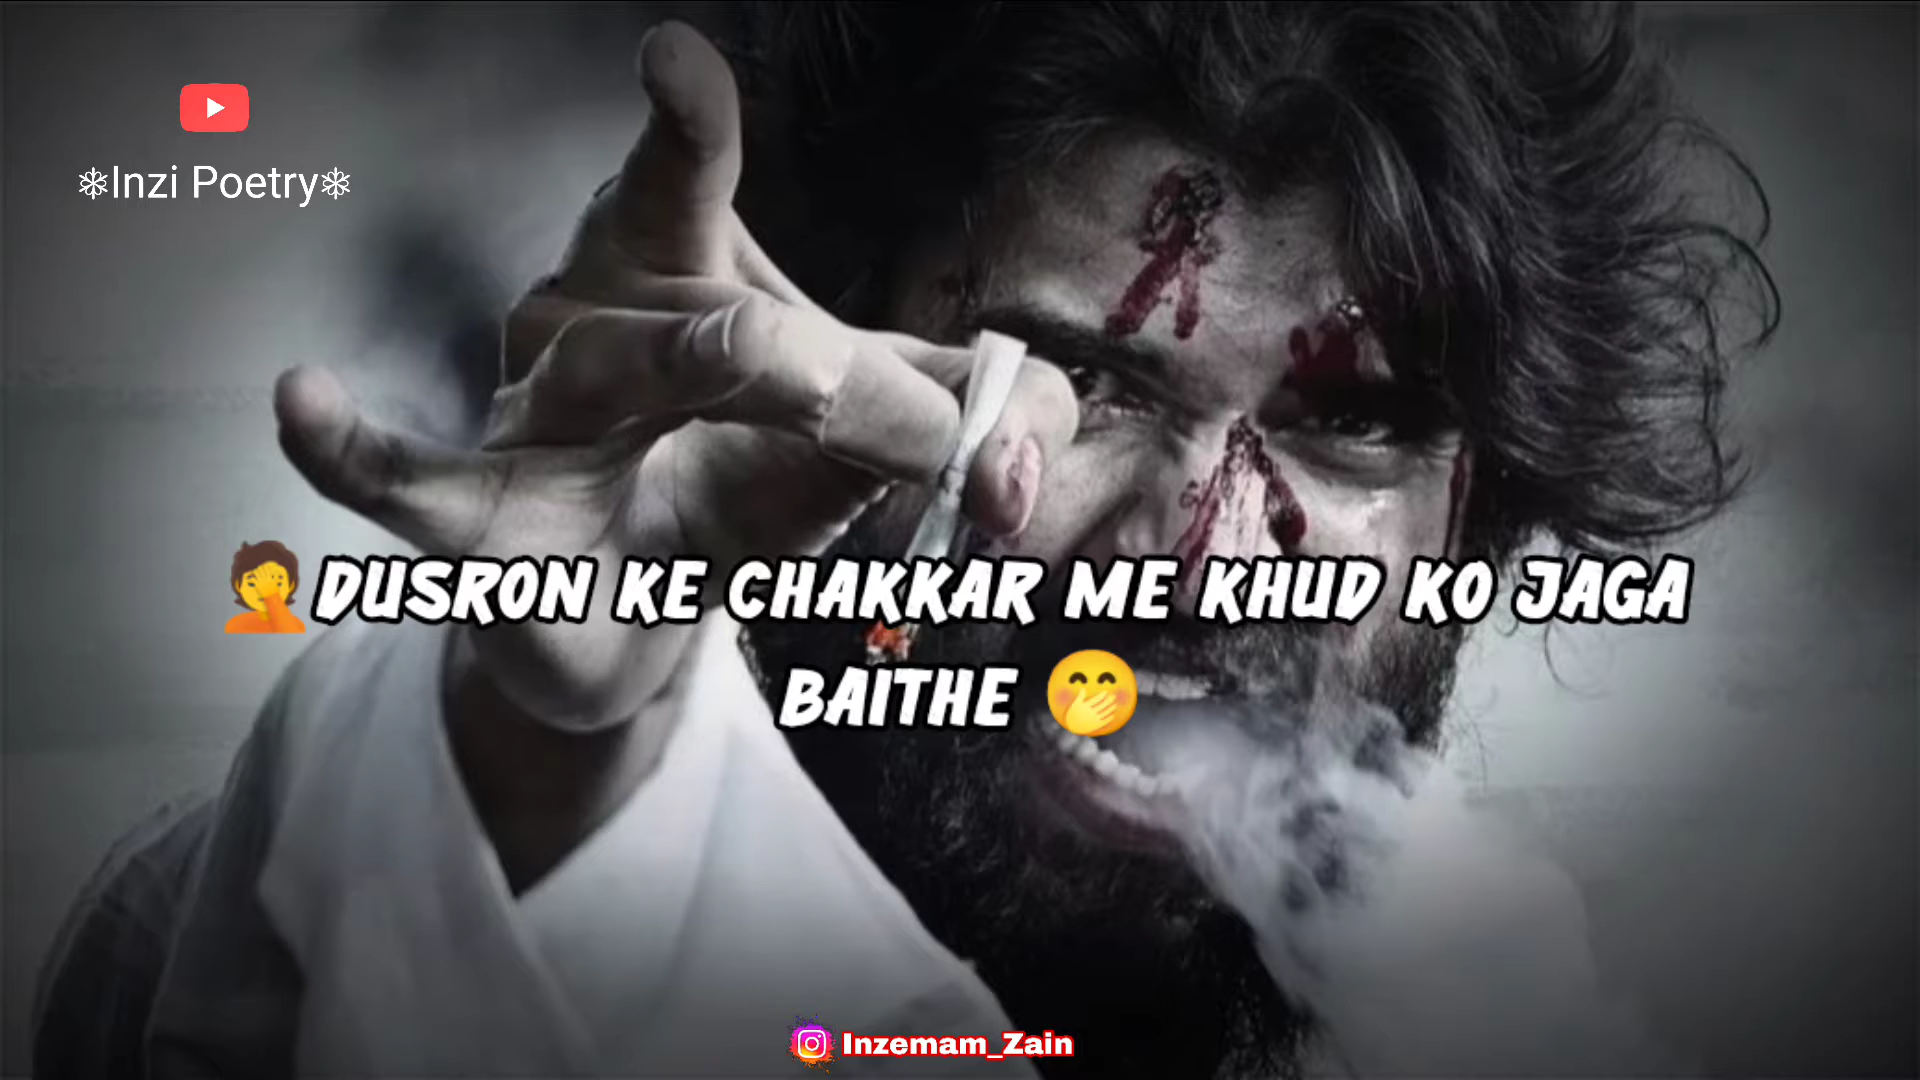 ❄Inzi Poetry❄
🤦DUSRON KE CHAKKAR ME KHUD KO JAGA
BAITHE 🤭
Inzemam_Zain